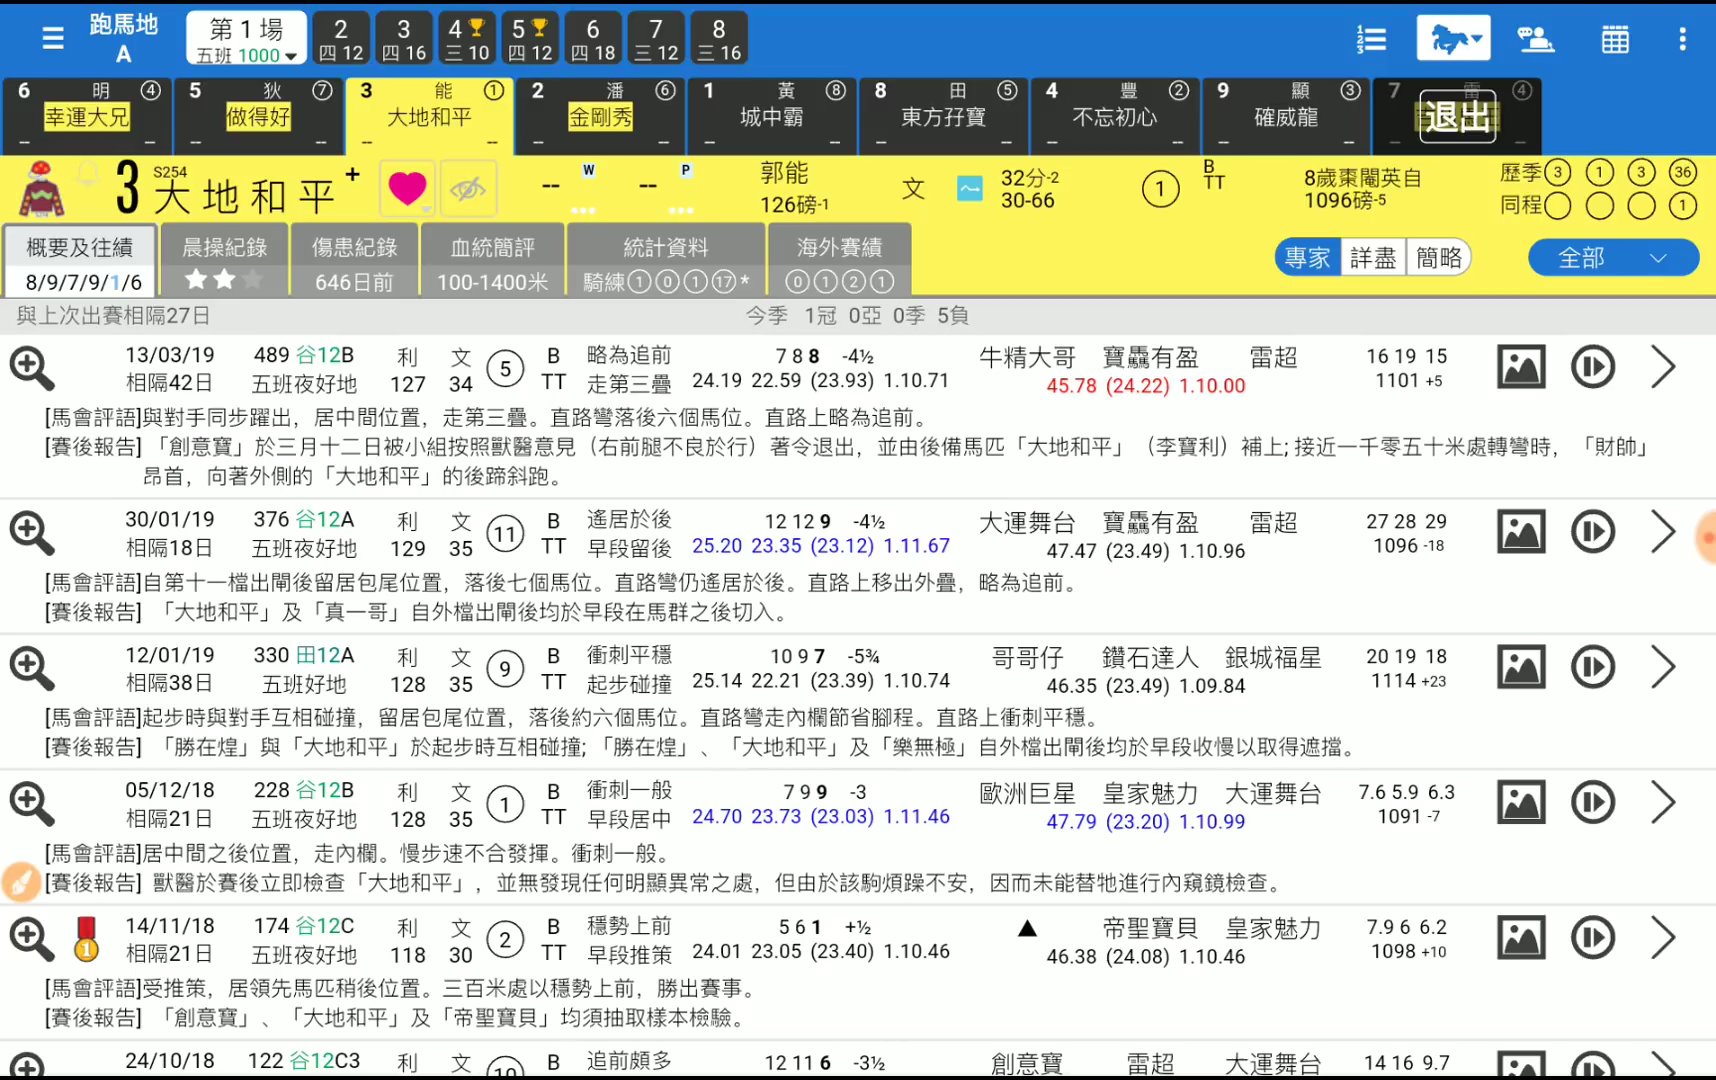 跑馬地
A
第 1 場
五班 1000
2
四 12
3
四 16
4
三 10
5
四 12
6
四 18
7
三 12
8
三 16
6 明 ④
幸運大兄
-- --
5 狄 ⑦
做得好
-- --
3 能 ①
大地和平
-- --
2 潘 ⑥
金剛秀
-- --
1 黃 ⑧
城中霸
-- --
8 田 ⑤
東方孖寶
-- --
4 豐 ②
不忘初心
-- --
9 顯 ③
確威龍
-- --
7 雷 ④
退出
3 S254 大地和平 +
-- W -- P
郭能
126磅-1
文
32分-2
30-66
①
B
TT
8歲棗閹英自
1096磅-5
歷季 ③ ① ③ ㊱
同程 ①
概要及往績
8/9/7/9/1/6
晨操紀錄
★★★
傷患紀錄
646日前
血統簡評
100-1400米
統計資料
騎練①⓪①⑰*
海外賽績
⓪①②①
專家 詳盡 簡略
全部
與上次出賽相隔27日 今季 1冠 0亞 0季 5負
13/03/19 489 谷12B 利 文 ⑤ B 略為追前 7 8 8 -4½ 牛精大哥 寶驫有盈 雷超 16 19 15
相隔42日 五班夜好地 127 34 TT 走第三疊 24.19 22.59 (23.93) 1.10.71 45.78 (24.22) 1.10.00 1101 +5
[馬會評語]與對手同步躍出，居中間位置，走第三疊。直路彎落後六個馬位。直路上略為追前。
[賽後報告] 「創意寶」於三月十二日被小組按照獸醫意見（右前腿不良於行）著令退出，並由後備馬匹「大地和平」（李寶利）補上; 接近一千零五十米處轉彎時，「財帥」
昂首，向著外側的「大地和平」的後蹄斜跑。
30/01/19 376 谷12A 利 文 ⑪ B 遙居於後 12 12 9 -4½ 大運舞台 寶驫有盈 雷超 27 28 29
相隔18日 五班夜好地 129 35 TT 早段留後 25.20 23.35 (23.12) 1.11.67 47.47 (23.49) 1.10.96 1096 -18
[馬會評語]自第十一檔出閘後留居包尾位置，落後七個馬位。直路彎仍遙居於後。直路上移出外疊，略為追前。
[賽後報告] 「大地和平」及「真一哥」自外檔出閘後均於早段在馬群之後切入。
12/01/19 330 田12A 利 文 ⑨ B 衝刺平穩 10 9 7 -5¾ 哥哥仔 鑽石達人 銀城福星 20 19 18
相隔38日 五班好地 128 35 TT 起步碰撞 25.14 22.21 (23.39) 1.10.74 46.35 (23.49) 1.09.84 1114 +23
[馬會評語]起步時與對手互相碰撞，留居包尾位置，落後約六個馬位。直路彎走內欄節省腳程。直路上衝刺平穩。
[賽後報告] 「勝在煌」與「大地和平」於起步時互相碰撞; 「勝在煌」、「大地和平」及「樂無極」自外檔出閘後均於早段收慢以取得遮擋。
05/12/18 228 谷12B 利 文 ① B 衝刺一般 7 9 9 -3 歐洲巨星 皇家魅力 大運舞台 7.6 5.9 6.3
相隔21日 五班夜好地 128 35 TT 早段居中 24.70 23.73 (23.03) 1.11.46 47.79 (23.20) 1.10.99 1091 -7
[馬會評語]居中間之後位置，走內欄。慢步速不合發揮。衝刺一般。
[賽後報告] 獸醫於賽後立即檢查「大地和平」，並無發現任何明顯異常之處，但由於該駒煩躁不安，因而未能替牠進行內窺鏡檢查。
14/11/18 174 谷12C 利 文 ② B 穩勢上前 5 6 1 +½ ▲ 帝聖寶貝 皇家魅力 7.9 6 6.2
相隔21日 五班夜好地 118 30 TT 早段推策 24.01 23.05 (23.40) 1.10.46 46.38 (24.08) 1.10.46 1098 +10
[馬會評語]受推策，居領先馬匹稍後位置。三百米處以穩勢上前，勝出賽事。
[賽後報告] 「創意寶」、「大地和平」及「帝聖寶貝」均須抽取樣本檢驗。
24/10/18 122 谷12C3 利 文 ⑩ B 追前頗多 12 11 6 -3½ 創意寶 雷超 大運舞台 14 16 9.7